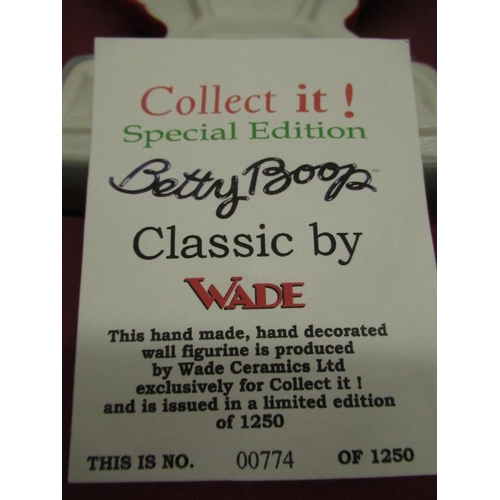 Collect it !
Special Edition
Betty Boop™
Classic by
WADE
This hand made, hand decorated
wall figurine is produced
by Wade Ceramics Ltd
exclusively for Collect it !
and is issued in a limited edition
of 1250
THIS IS NO. 00774 OF 1250